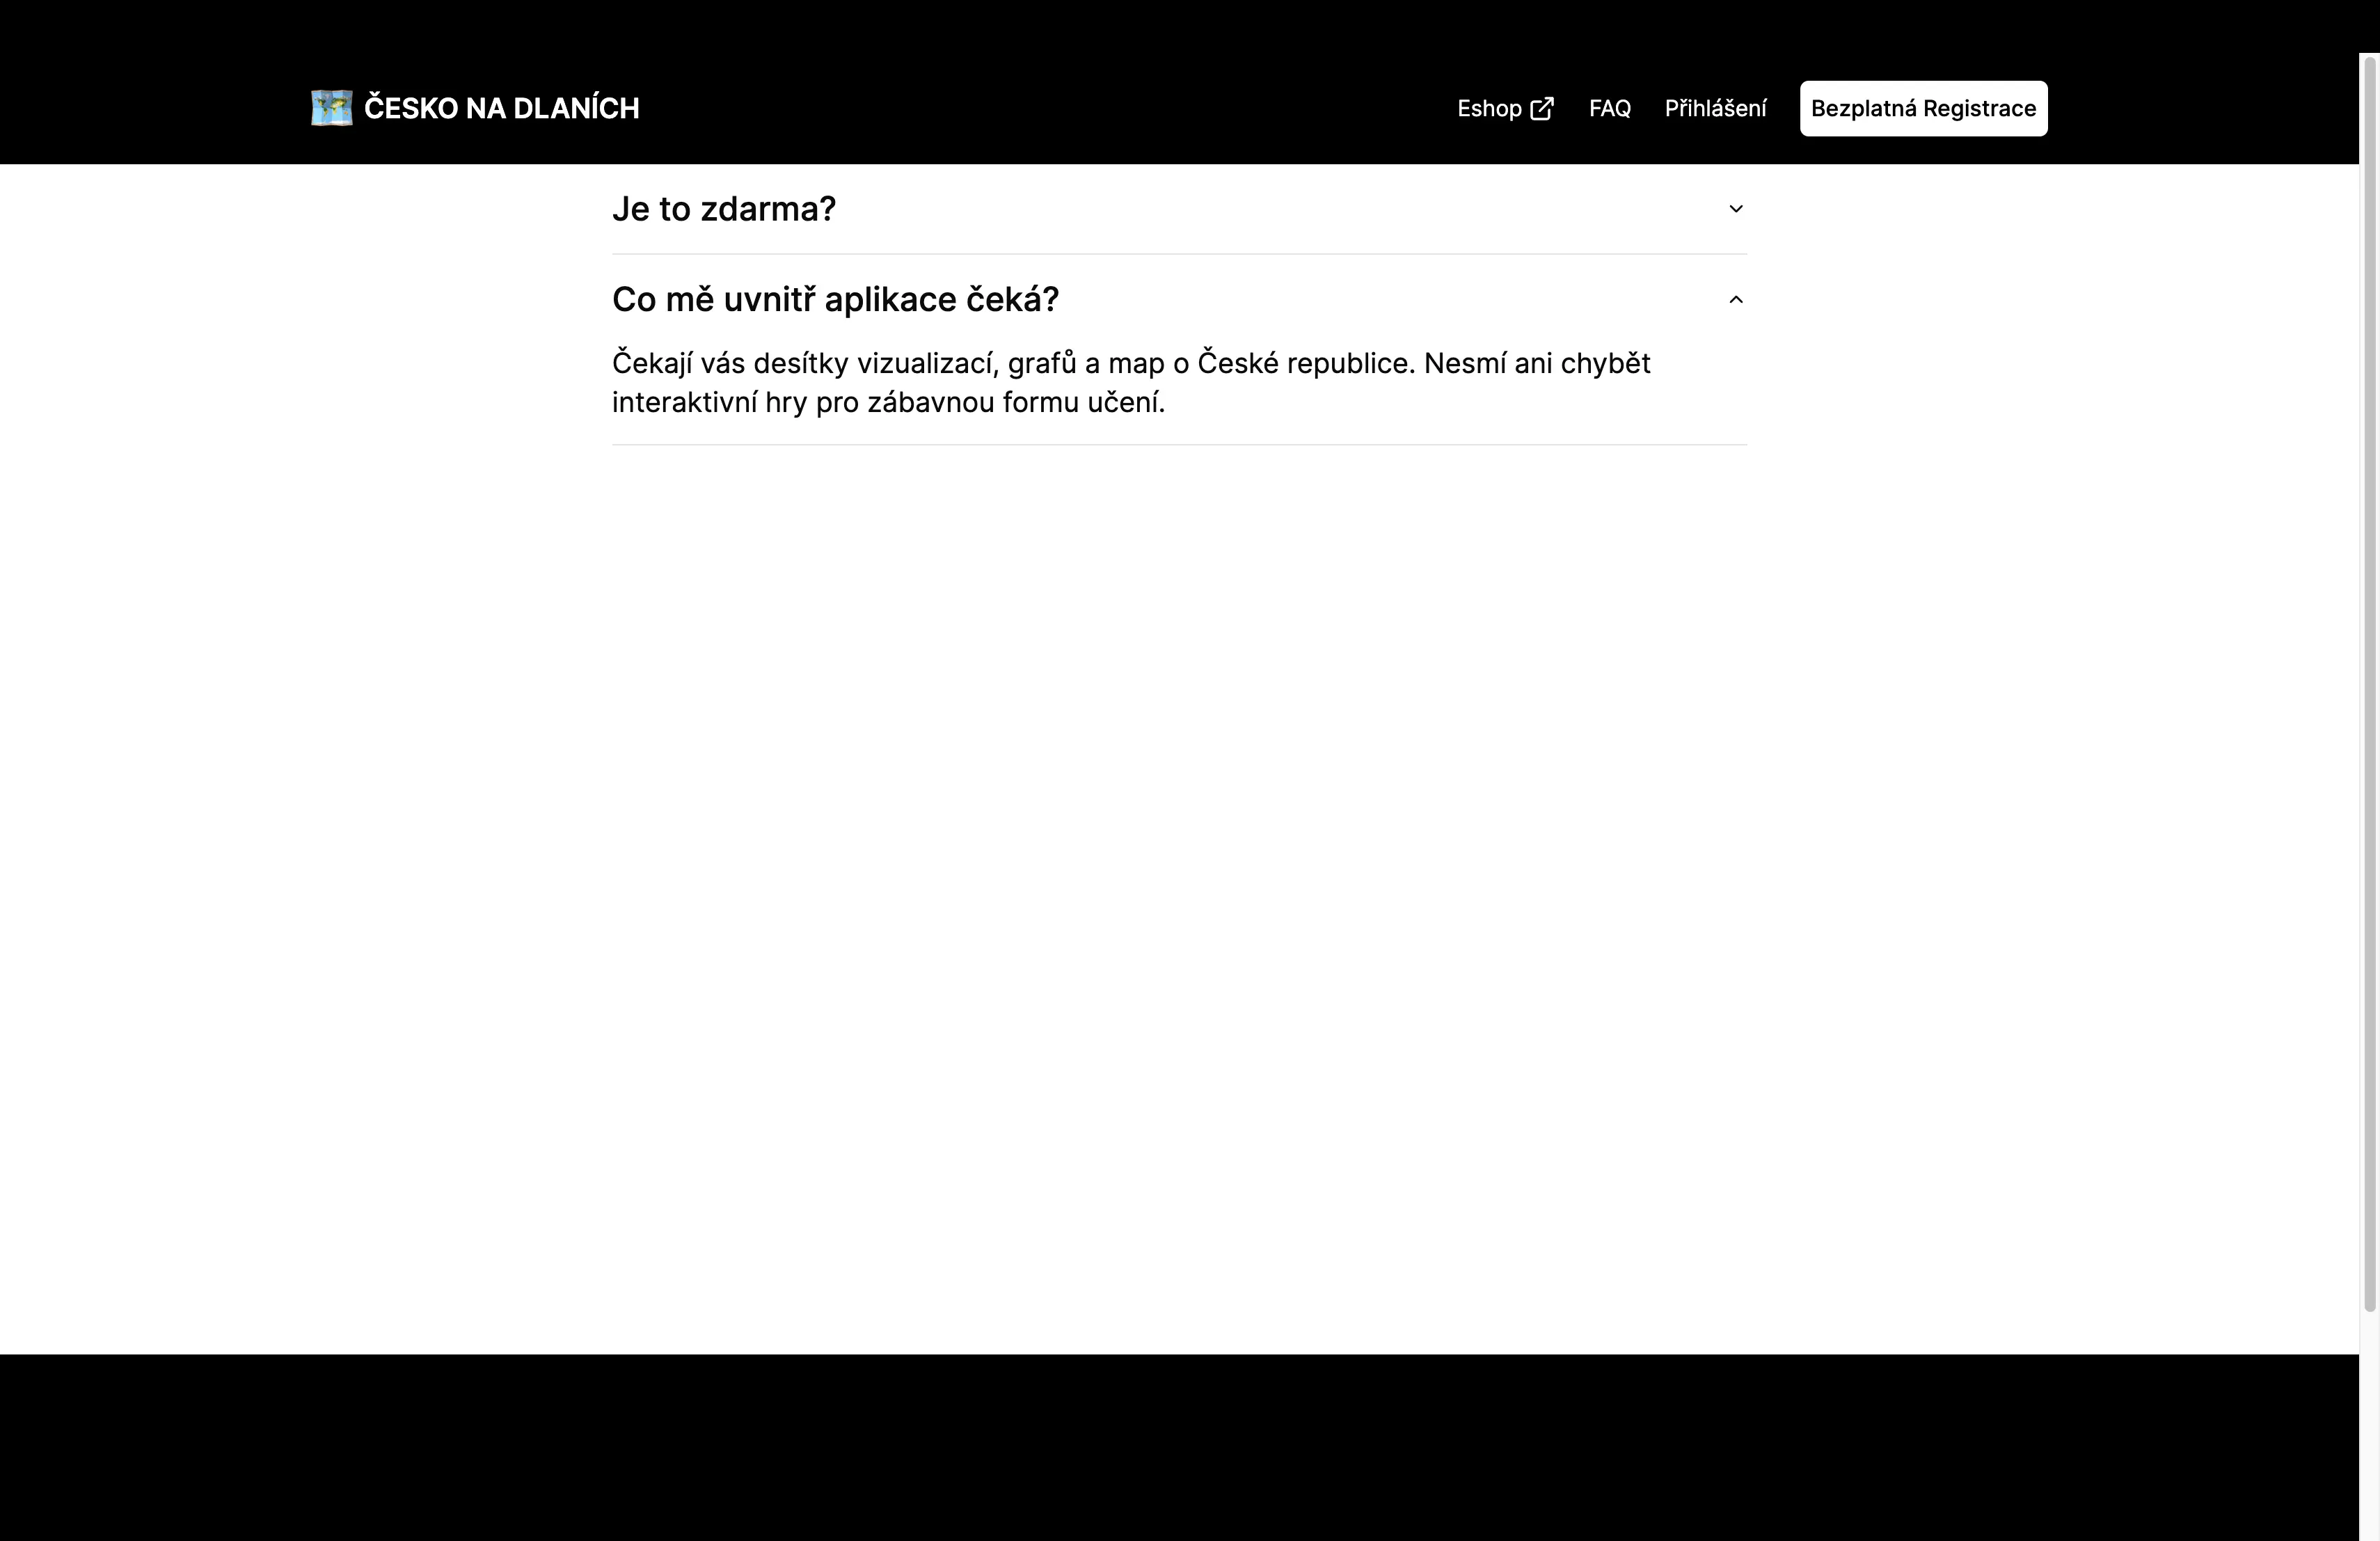 ČESKO NA DLANÍCH
Eshop FAQ Přihlášení Bezplatná Registrace
Je to zdarma?
Co mě uvnitř aplikace čeká?
Čekají vás desítky vizualizací, grafů a map o České republice. Nesmí ani chybět
interaktivní hry pro zábavnou formu učení.